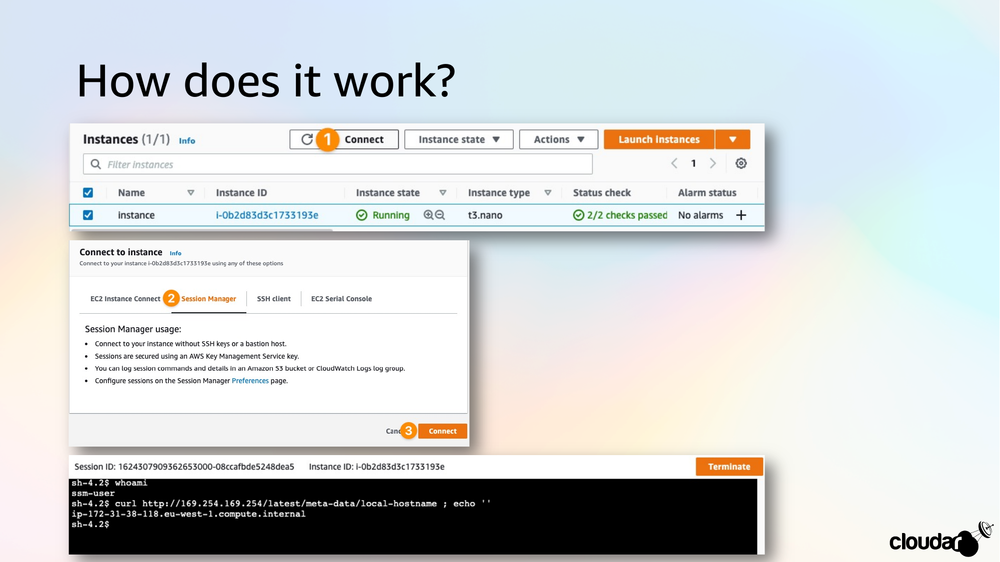 How does it work?
Instances (1/1) Info 1 Connect Instance state Actions Launch instances
Filter instances 1
Name Instance ID Instance state Instance type Status check Alarm status
instance i-0b2d83d3c1733193e Running t3.nano 2/2 checks passed No alarms +
Connect to instance Info
Connect to your instance i-0b2d83d3c1733193e using any of these options
EC2 Instance Connect 2 Session Manager SSH client EC2 Serial Console
Session Manager usage:
• Connect to your instance without SSH keys or a bastion host.
• Sessions are secured using an AWS Key Management Service key.
• You can log session commands and details in an Amazon S3 bucket or CloudWatch Logs log group.
• Configure sessions on the Session Manager Preferences page.
Canc 3 Connect
Session ID: 1624307909362653000-08ccafbde5248dea5 Instance ID: i-0b2d83d3c1733193e Terminate
sh-4.2$ whoami
ssm-user
sh-4.2$ curl http://169.254.169.254/latest/meta-data/local-hostname ; echo ''
ip-172-31-38-118.eu-west-1.compute.internal
sh-4.2$
cloudar